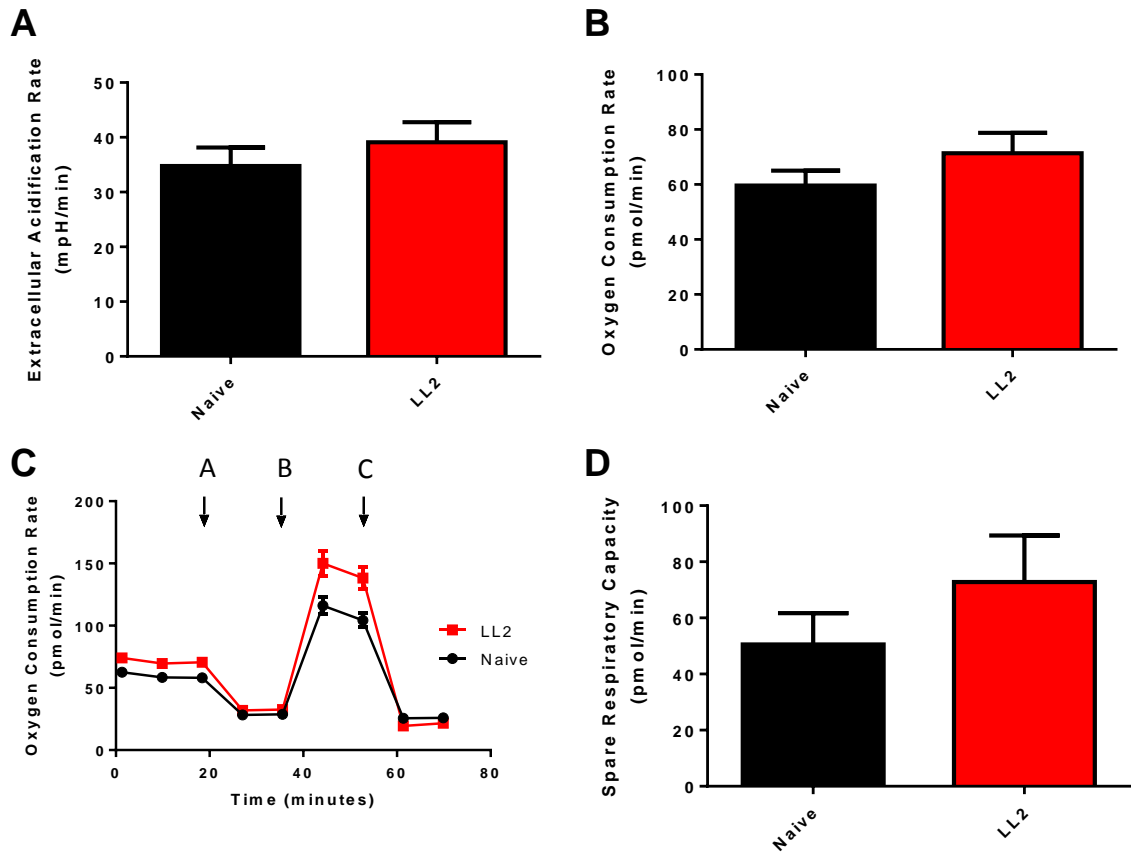 A
Extracellular Acidification Rate
(mpH/min)
50
40
30
20
10
0
Naive
LL2
B
Oxygen Consumption Rate
(pmol/min)
100
80
60
40
20
0
Naive
LL2
C
A B C
Oxygen Consumption Rate
(pmol/min)
200
150
100
50
0
LL2
Naive
0 20 40 60 80
Time (minutes)
D
Spare Respiratory Capacity
(pmol/min)
100
80
60
40
20
0
Naive
LL2